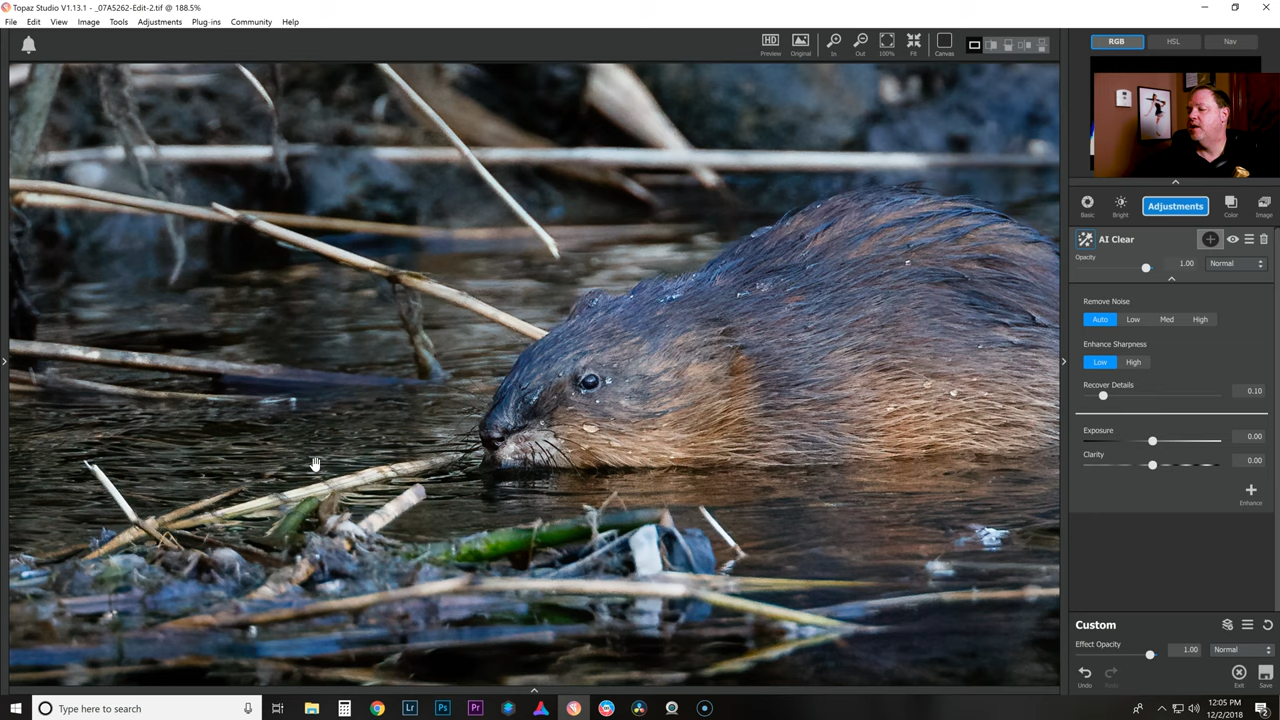 Topaz Studio V1.13.1 - _07A5262-Edit-2.tif @ 188.5%
File Edit View Image Tools Adjustments Plug-ins Community Help
HD
Preview Original In Out 100% Fit Canvas
RGB HSL Nav
Basic Bright Adjustments Color Image
AI Clear
Opacity 1.00 Normal
Remove Noise
Auto Low Med High
Enhance Sharpness
Low High
Recover Details 0.10
Exposure 0.00
Clarity 0.00
Enhance
Custom
Effect Opacity 1.00 Normal
Undo Redo Exit Save
Type here to search
Lr Ps Pr
12:05 PM
12/2/2018
2